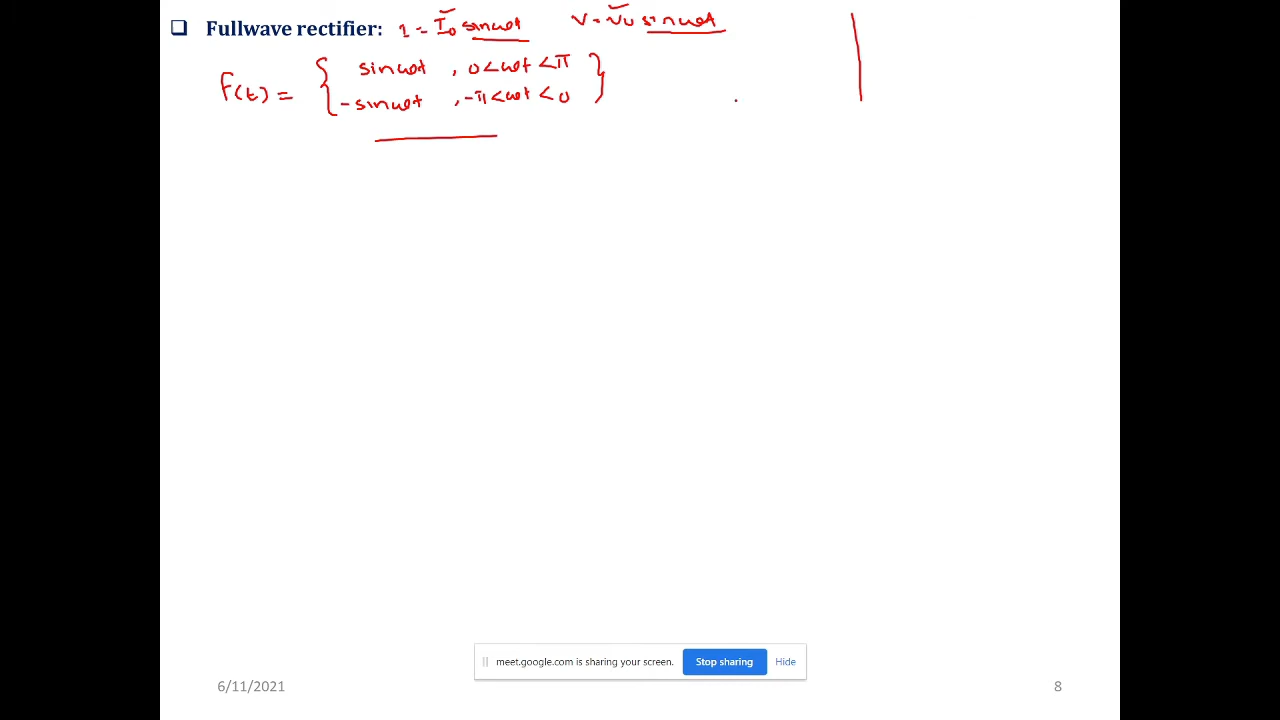 ❑ Fullwave rectifier: I = I₀ sinωt V = V₀ sinωt
F(t) = { sinωt , 0<ωt<π
-sinωt , -π<ωt<0 }
meet.google.com is sharing your screen. Stop sharing Hide
6/11/2021 8